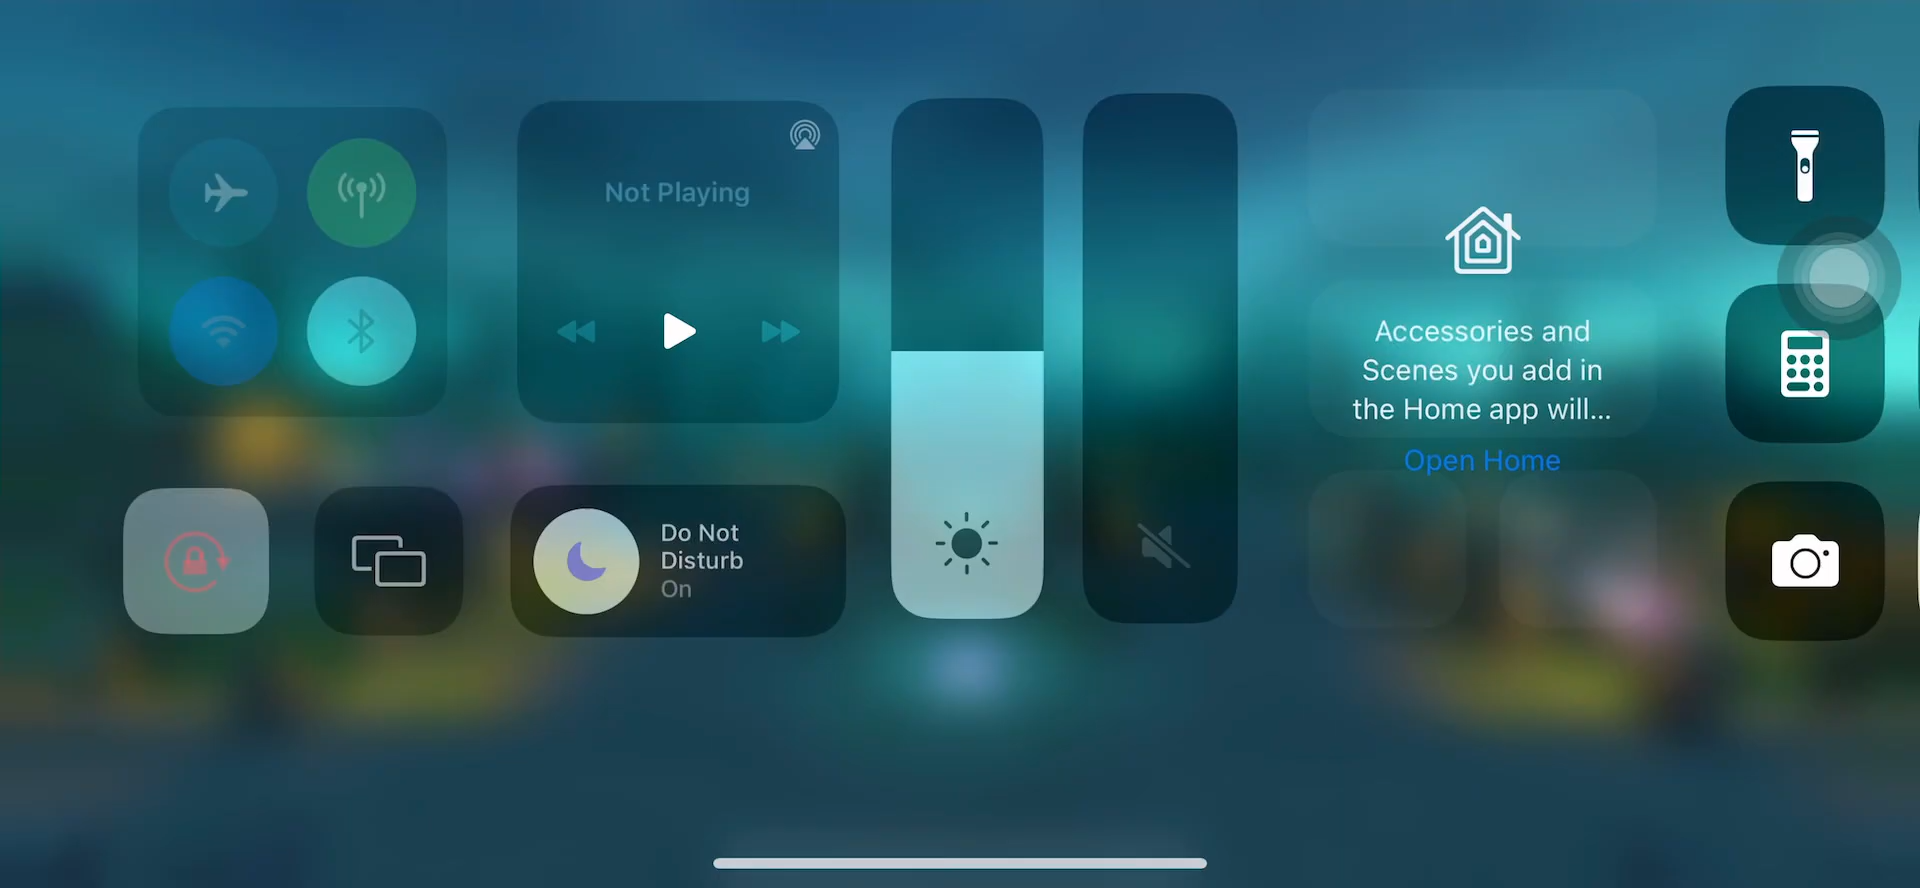 Not Playing
Do Not
Disturb
On
Accessories and
Scenes you add in
the Home app will...
Open Home